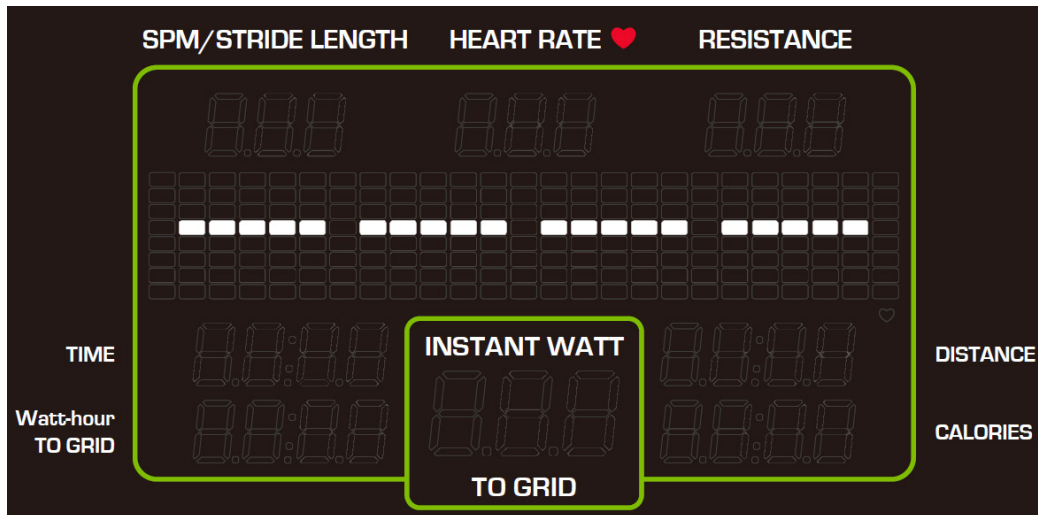 SPM/STRIDE LENGTH HEART RATE RESISTANCE
- - - -
TIME
INSTANT WATT
DISTANCE
Watt-hour
TO GRID
CALORIES
TO GRID